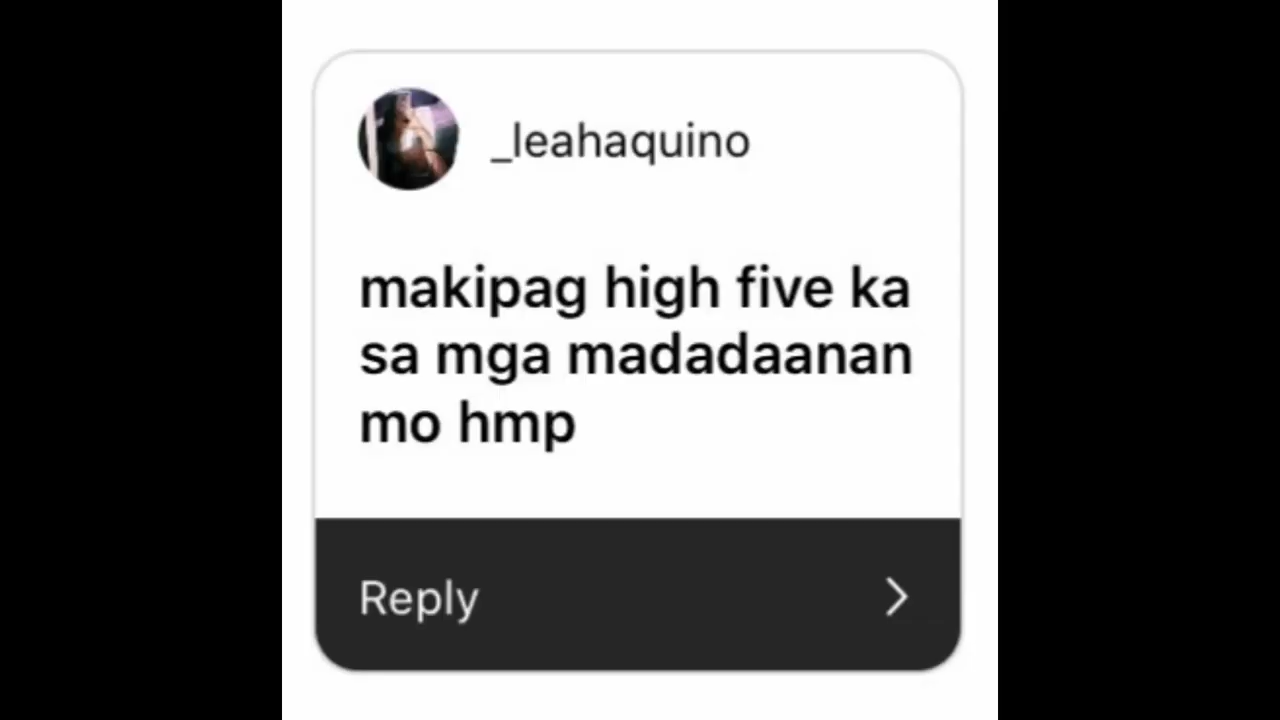 _leahaquino
makipag high five ka
sa mga madadaanan
mo hmp
Reply